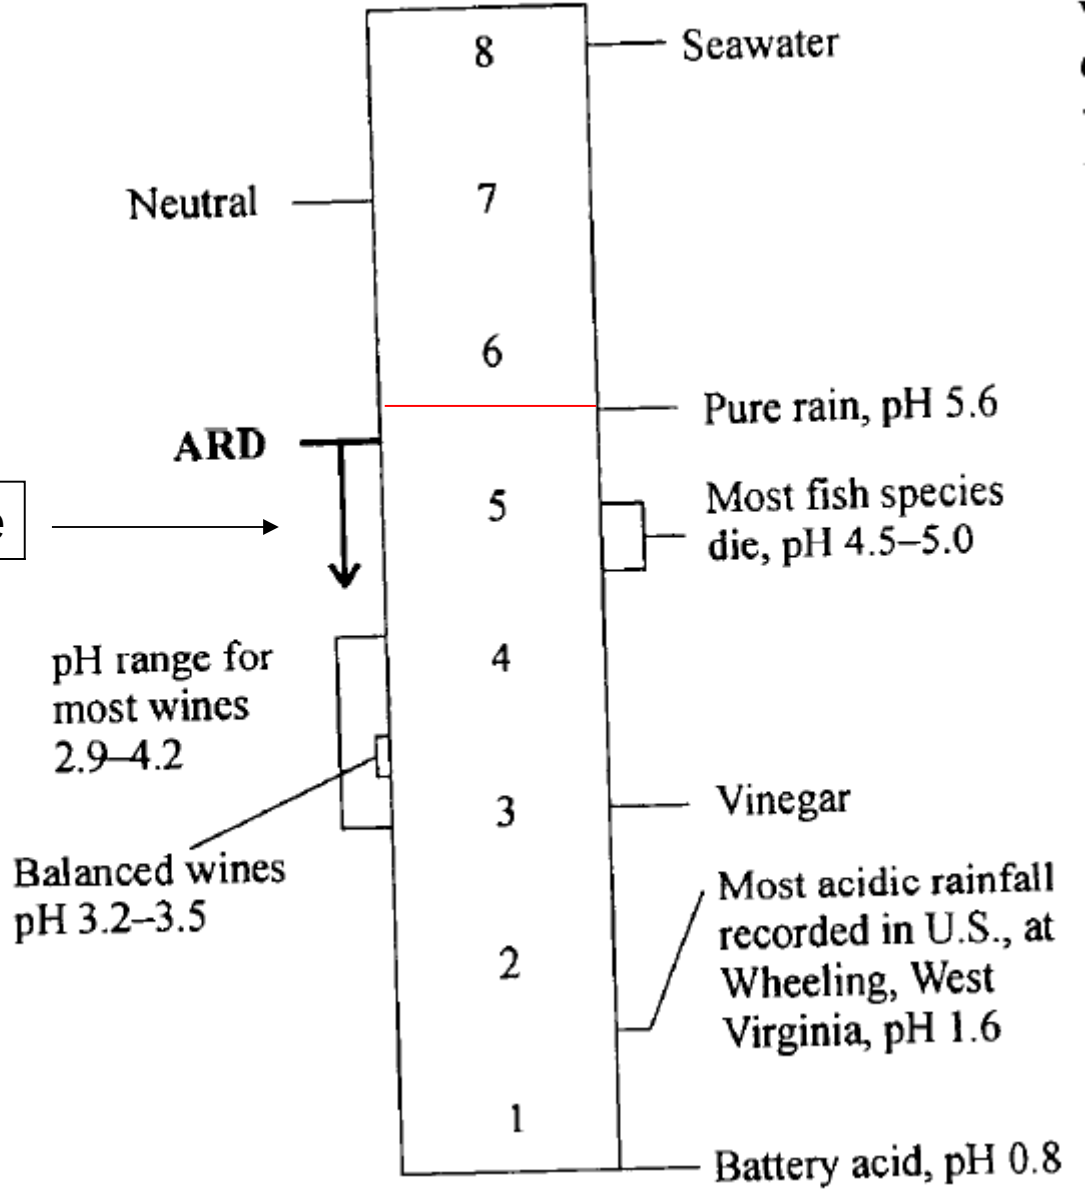 8
Seawater
Neutral
7
6
Pure rain, pH 5.6
ARD
5
Most fish species
die, pH 4.5–5.0
pH range for
most wines
2.9–4.2
4
Balanced wines
pH 3.2–3.5
3
Vinegar
Most acidic rainfall
recorded in U.S., at
Wheeling, West
Virginia, pH 1.6
2
1
Battery acid, pH 0.8